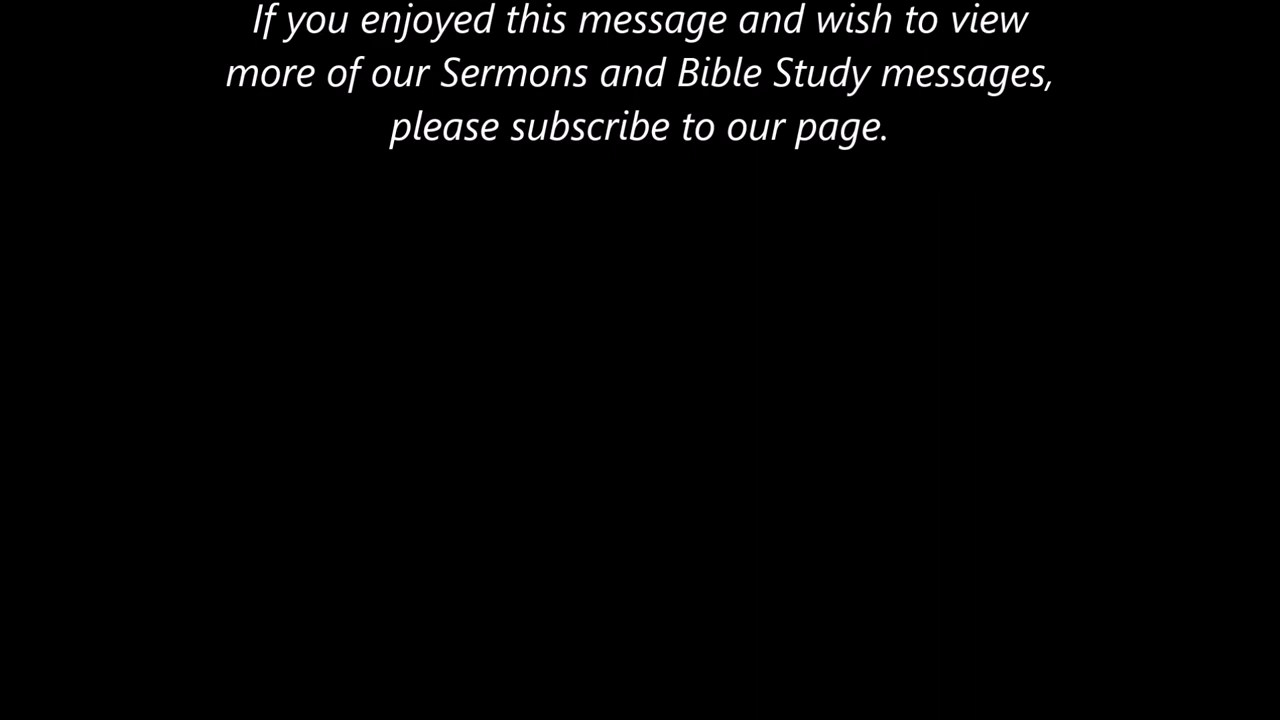 If you enjoyed this message and wish to view
more of our Sermons and Bible Study messages,
please subscribe to our page.